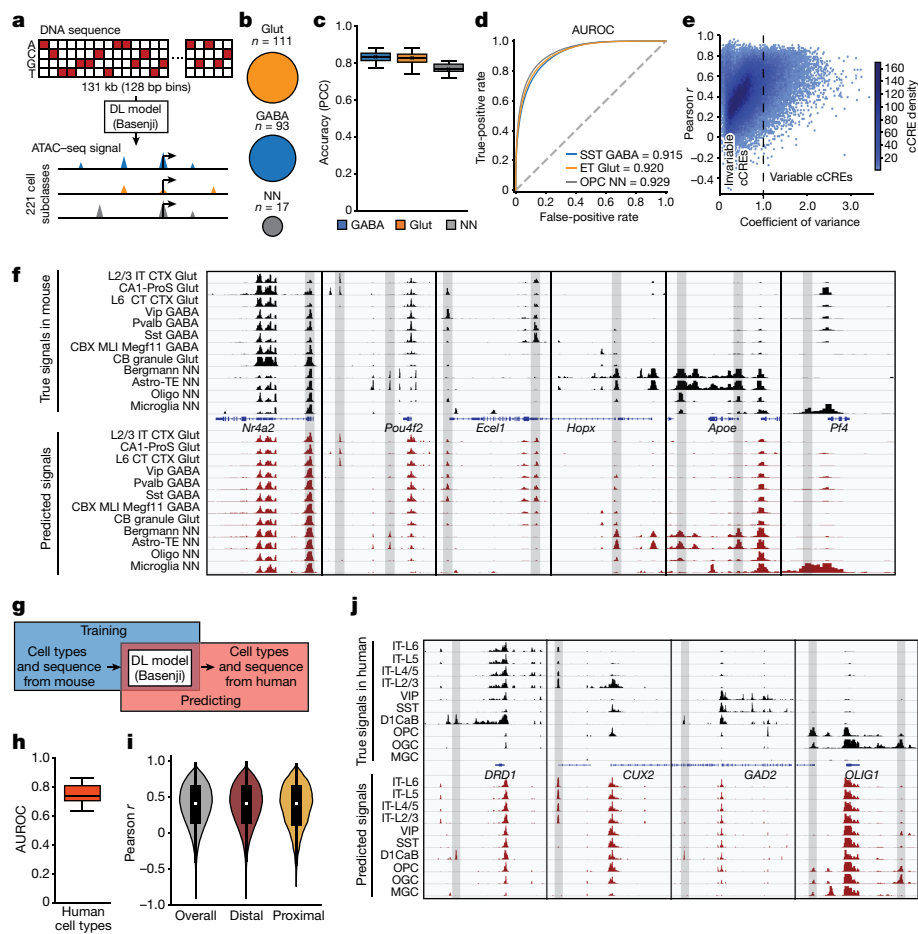 a
DNA sequence
A
C
G
T
131 kb (128 bp bins)
DL model
(Basenji)
ATAC–seq signal
221 cell
subclasses
b
Glut
n = 111
GABA
n = 93
NN
n = 17
c
Accuracy (PCC)
1.0
0.8
0.6
0.4
0.2
0
GABA
Glut
NN
d
AUROC
True-positive rate
1.0
0.8
0.6
0.4
0.2
0
SST GABA = 0.915
ET Glut = 0.920
OPC NN = 0.929
0 0.2 0.4 0.6 0.8 1.0
False-positive rate
e
Pearson r
1.0
0.8
0.6
0.4
0.2
0
−0.2
−0.4
Invariable
cCREs
Variable cCREs
0 1.0 2.0 3.0
Coefficient of variance
160
140
120
100
80
60
40
20
cCRE density
f
True signals in mouse
L2/3 IT CTX Glut
CA1-ProS Glut
L6 CT CTX Glut
Vip GABA
Pvalb GABA
Sst GABA
CBX MLI Megf11 GABA
CB granule Glut
Bergmann NN
Astro-TE NN
Oligo NN
Microglia NN
Nr4a2 Pou4f2 Ecel1 Hopx Apoe Pf4
Predicted signals
L2/3 IT CTX Glut
CA1-ProS Glut
L6 CT CTX Glut
Vip GABA
Pvalb GABA
Sst GABA
CBX MLI Megf11 GABA
CB granule Glut
Bergmann NN
Astro-TE NN
Oligo NN
Microglia NN
g
Training
Cell types
and sequence
from mouse
DL model
(Basenji)
Cell types
and sequence
from human
Predicting
h
AUROC
1.0
0.8
0.6
0.4
0.2
0
Human
cell types
i
Pearson r
1.0
0.5
0
−0.5
−1.0
Overall Distal Proximal
j
True signals in human
IT-L6
IT-L5
IT-L4/5
IT-L2/3
VIP
SST
D1CaB
OPC
OGC
MGC
DRD1 CUX2 GAD2 OLIG1
Predicted signals
IT-L6
IT-L5
IT-L4/5
IT-L2/3
VIP
SST
D1CaB
OPC
OGC
MGC